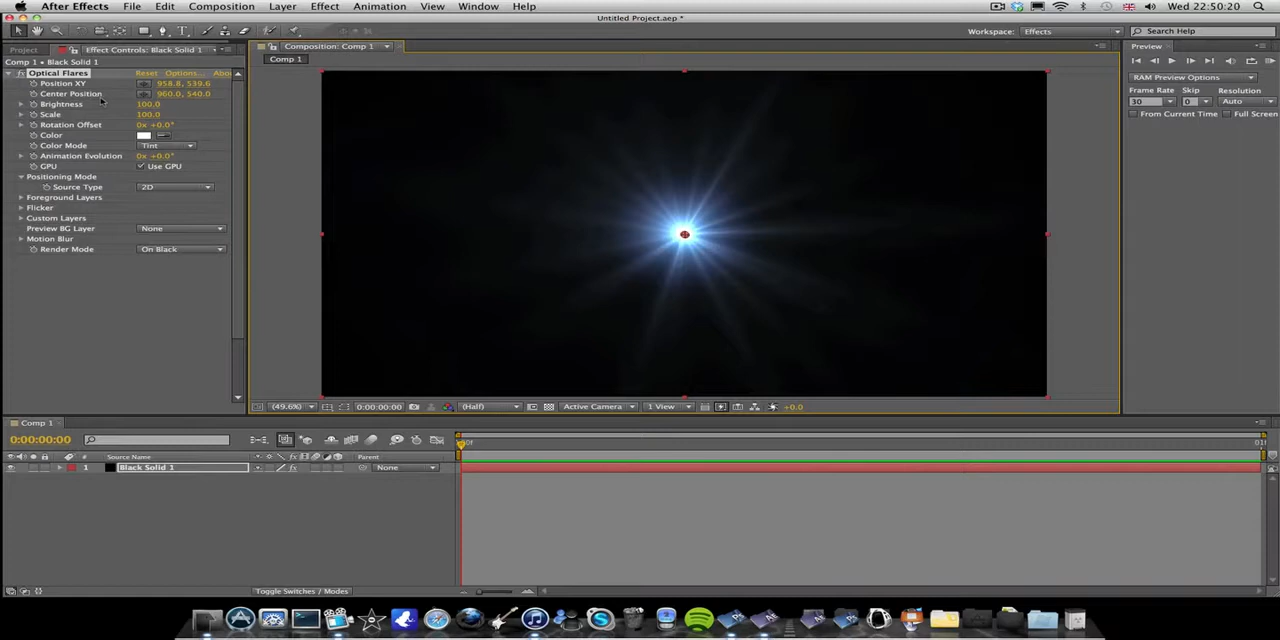 After Effects File Edit Composition Layer Effect Animation View Window Help Wed 22:50:20
Untitled Project.aep *
Workspace: Effects Search Help
Project Effect Controls: Black Solid 1 Composition: Comp 1 Preview
Comp 1 • Black Solid 1 Comp 1
Optical Flares Reset Options... Abou
Position XY 958.8, 539.6
Center Position 960.0, 540.0
Brightness 100.0
Scale 100.0
Rotation Offset 0x +0.0°
Color
Color Mode Tint
Animation Evolution 0x +0.0°
GPU Use GPU
Positioning Mode
Source Type 2D
Foreground Layers
Flicker
Custom Layers
Preview BG Layer None
Motion Blur
Render Mode On Black
RAM Preview Options
Frame Rate Skip Resolution
30 0 Auto
From Current Time Full Screen
(49.6%) 0:00:00:00 (Half) Active Camera 1 View +0.0
Comp 1
0:00:00:00 00f 01f
# Source Name Parent
1 Black Solid 1 None
Toggle Switches / Modes